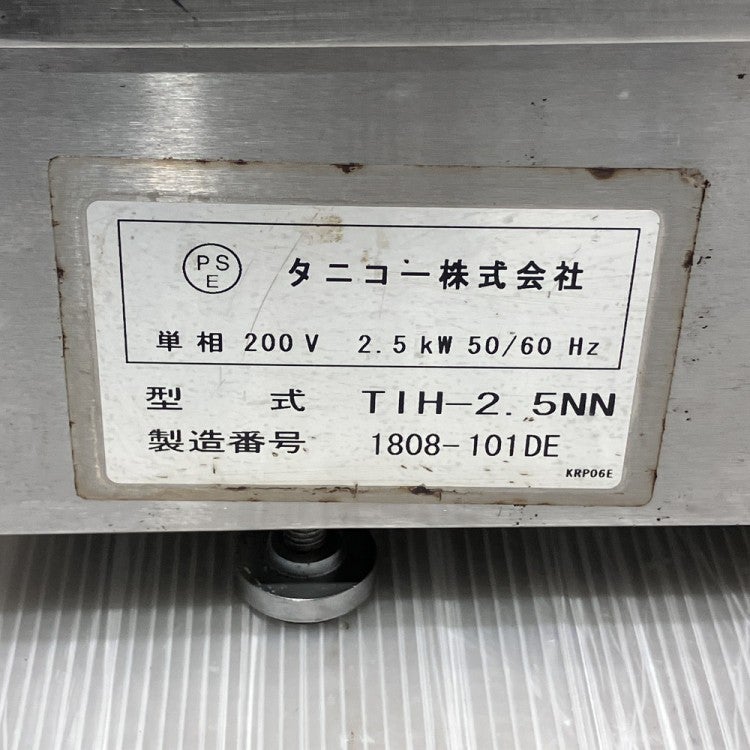 PS
E
タニコー株式会社
単相 200V 2.5kW 50/60 Hz
型 式 TIH-2.5NN
製造番号 1808-101DE
KRP06E